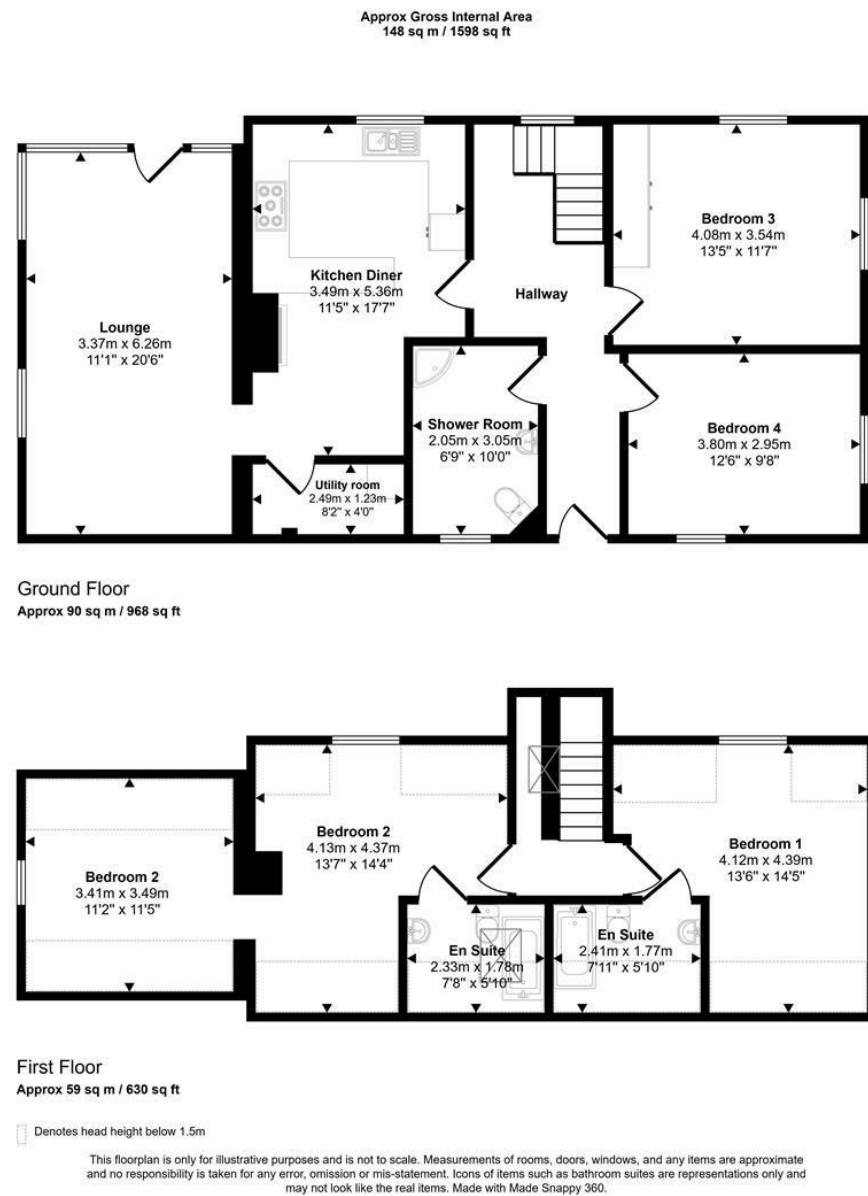 Approx Gross Internal Area
148 sq m / 1598 sq ft
Lounge
3.37m x 6.26m
11'1" x 20'6"
Kitchen Diner
3.49m x 5.36m
11'5" x 17'7"
Hallway
Bedroom 3
4.08m x 3.54m
13'5" x 11'7"
Shower Room
2.05m x 3.05m
6'9" x 10'0"
Bedroom 4
3.80m x 2.95m
12'6" x 9'8"
Utility room
2.49m x 1.23m
8'2" x 4'0"
Ground Floor
Approx 90 sq m / 968 sq ft
Bedroom 2
3.41m x 3.49m
11'2" x 11'5"
Bedroom 2
4.13m x 4.37m
13'7" x 14'4"
Bedroom 1
4.12m x 4.39m
13'6" x 14'5"
En Suite
2.33m x 1.78m
7'8" x 5'10"
En Suite
2.41m x 1.77m
7'11" x 5'10"
First Floor
Approx 59 sq m / 630 sq ft
Denotes head height below 1.5m
This floorplan is only for illustrative purposes and is not to scale. Measurements of rooms, doors, windows, and any items are approximate
and no responsibility is taken for any error, omission or mis-statement. Icons of items such as bathroom suites are representations only and
may not look like the real items. Made with Made Snappy 360.